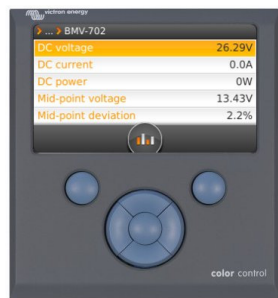 victron energy
> ... > BMV-702
DC voltage 26.29V
DC current 0.0A
DC power 0W
Mid-point voltage 13.43V
Mid-point deviation 2.2%
color control